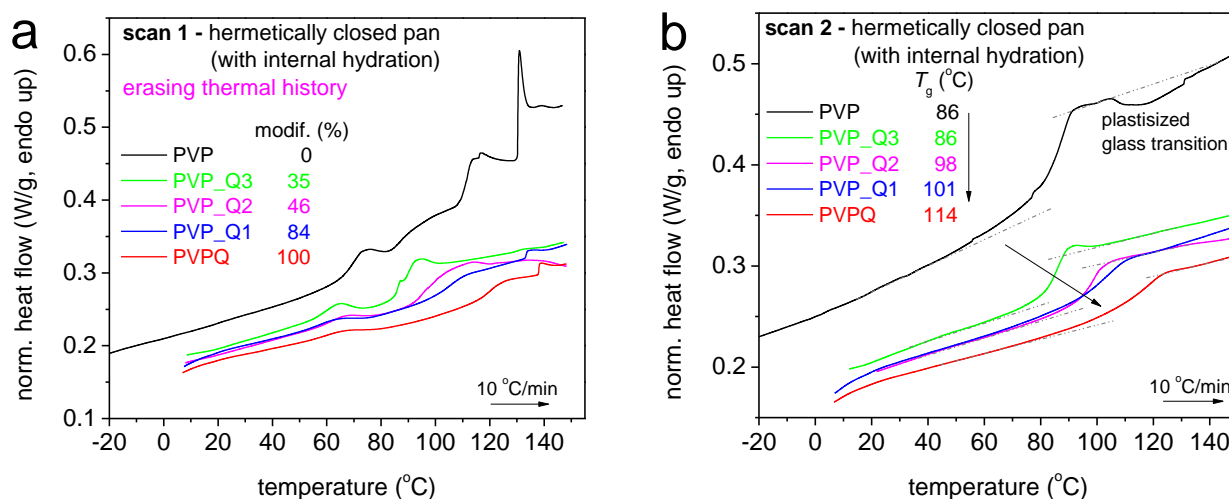 a
scan 1 - hermetically closed pan
(with internal hydration)
erasing thermal history
modif. (%)
PVP 0
PVP_Q3 35
PVP_Q2 46
PVP_Q1 84
PVPQ 100
10 °C/min
norm. heat flow (W/g, endo up)
0.6
0.5
0.4
0.3
0.2
0.1
-20 0 20 40 60 80 100 120 140
temperature (°C)
b
scan 2 - hermetically closed pan
(with internal hydration)
Tg (°C)
PVP 86
PVP_Q3 86
PVP_Q2 98
PVP_Q1 101
PVPQ 114
plastisized
glass transition
10 °C/min
norm. heat flow (W/g, endo up)
0.5
0.4
0.3
0.2
-20 0 20 40 60 80 100 120 140
temperature (°C)